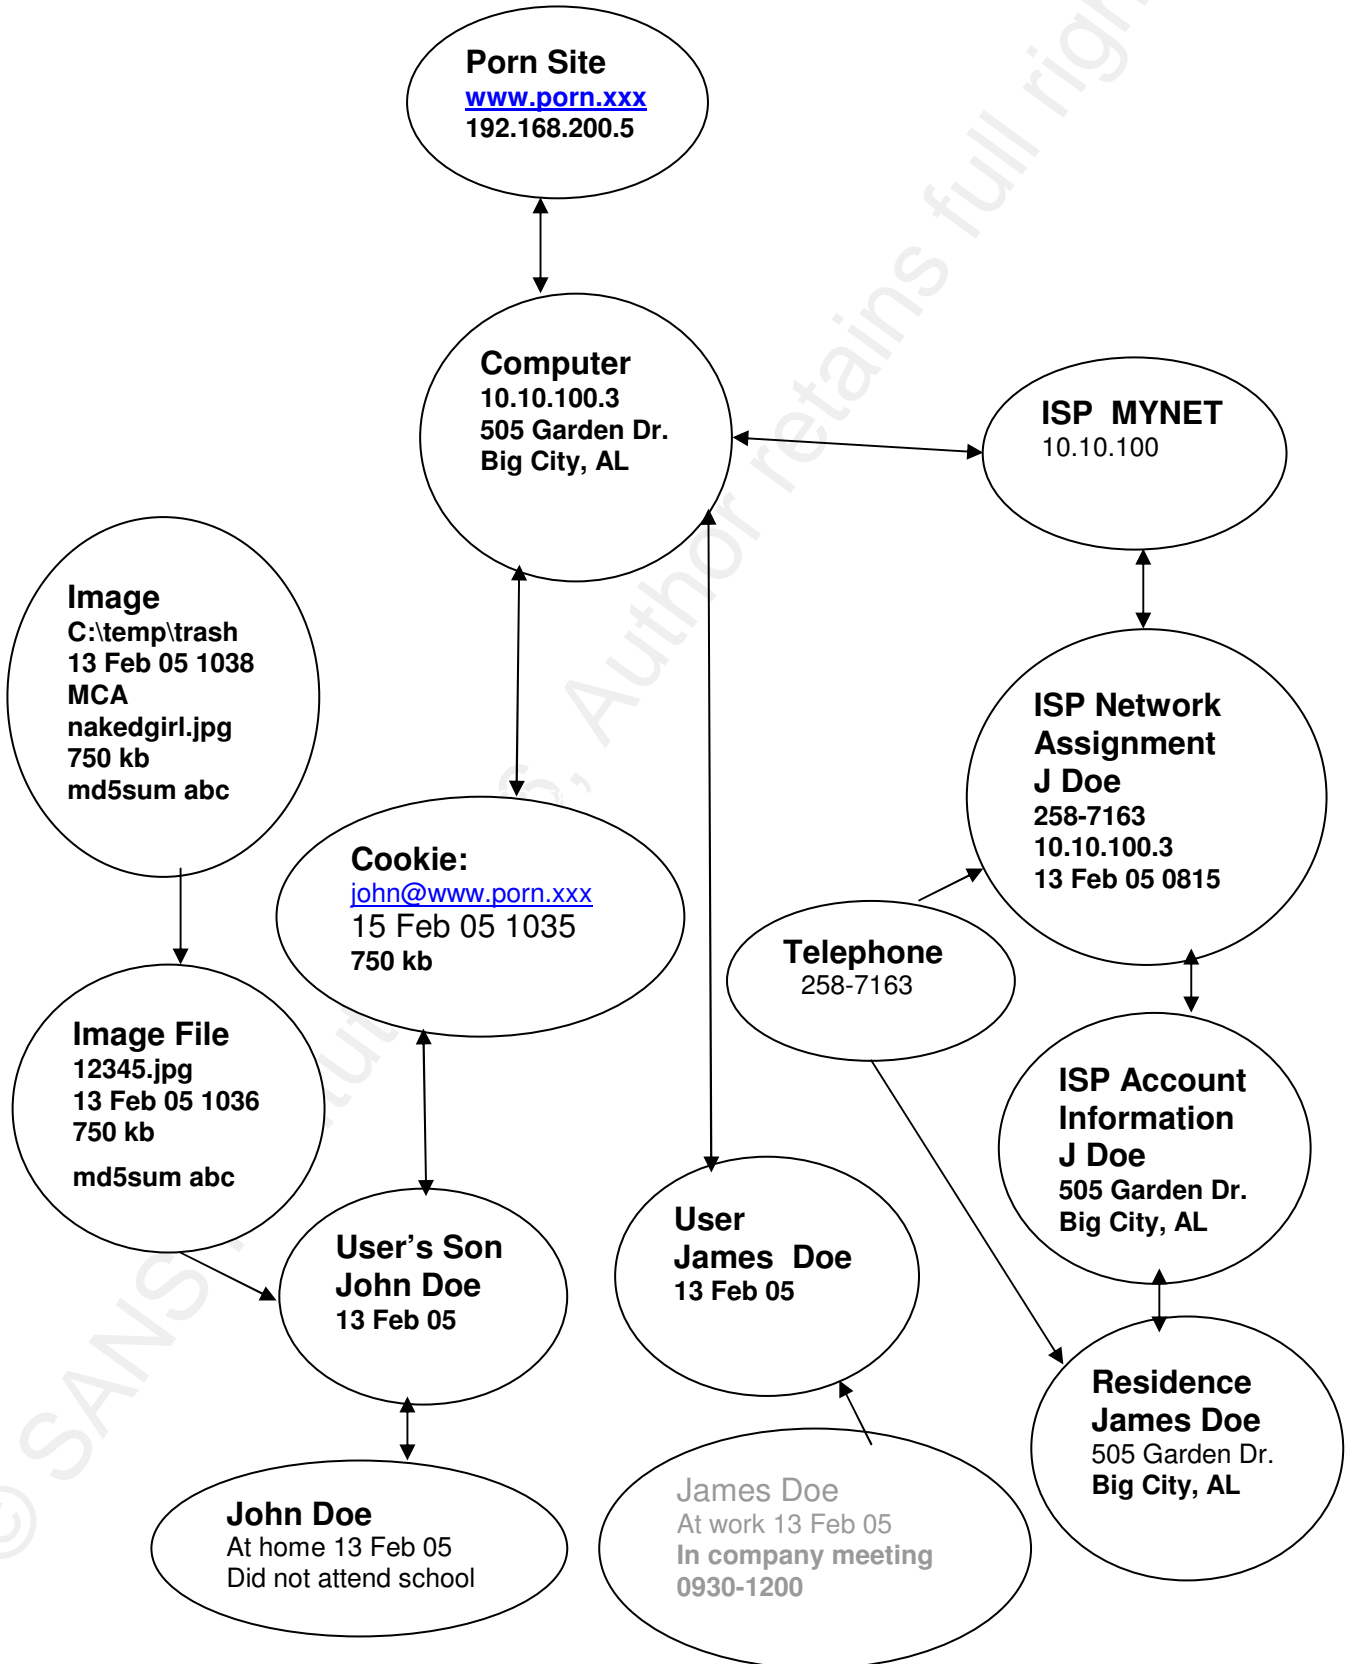 Porn Site
www.porn.xxx
192.168.200.5
Computer
10.10.100.3
505 Garden Dr.
Big City, AL
ISP MYNET
10.10.100
Image
C:\temp\trash
13 Feb 05 1038
MCA
nakedgirl.jpg
750 kb
md5sum abc
ISP Network
Assignment
J Doe
258-7163
10.10.100.3
13 Feb 05 0815
Cookie:
john@www.porn.xxx
15 Feb 05 1035
750 kb
Telephone
258-7163
Image File
12345.jpg
13 Feb 05 1036
750 kb
md5sum abc
ISP Account
Information
J Doe
505 Garden Dr.
Big City, AL
User's Son
John Doe
13 Feb 05
User
James Doe
13 Feb 05
Residence
James Doe
505 Garden Dr.
Big City, AL
John Doe
At home 13 Feb 05
Did not attend school
James Doe
At work 13 Feb 05
In company meeting
0930-1200
© SANS , Author retains full